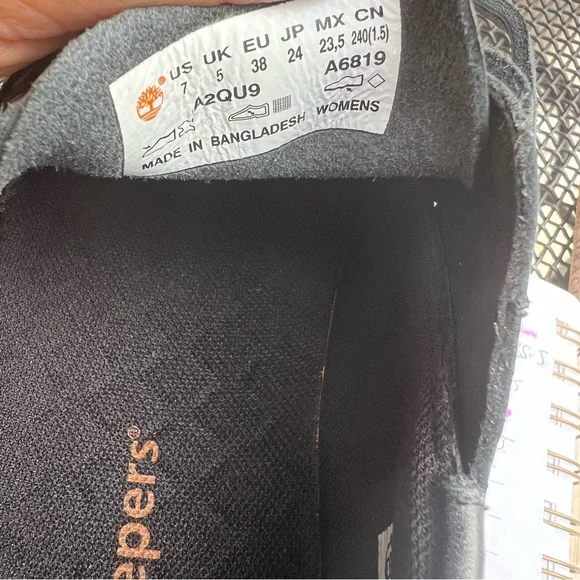 US UK EU JP MX CN
7 5 38 24 23,5 240(1.5)
A2QU9 A6819
MADE IN BANGLADESH WOMENS
epers®